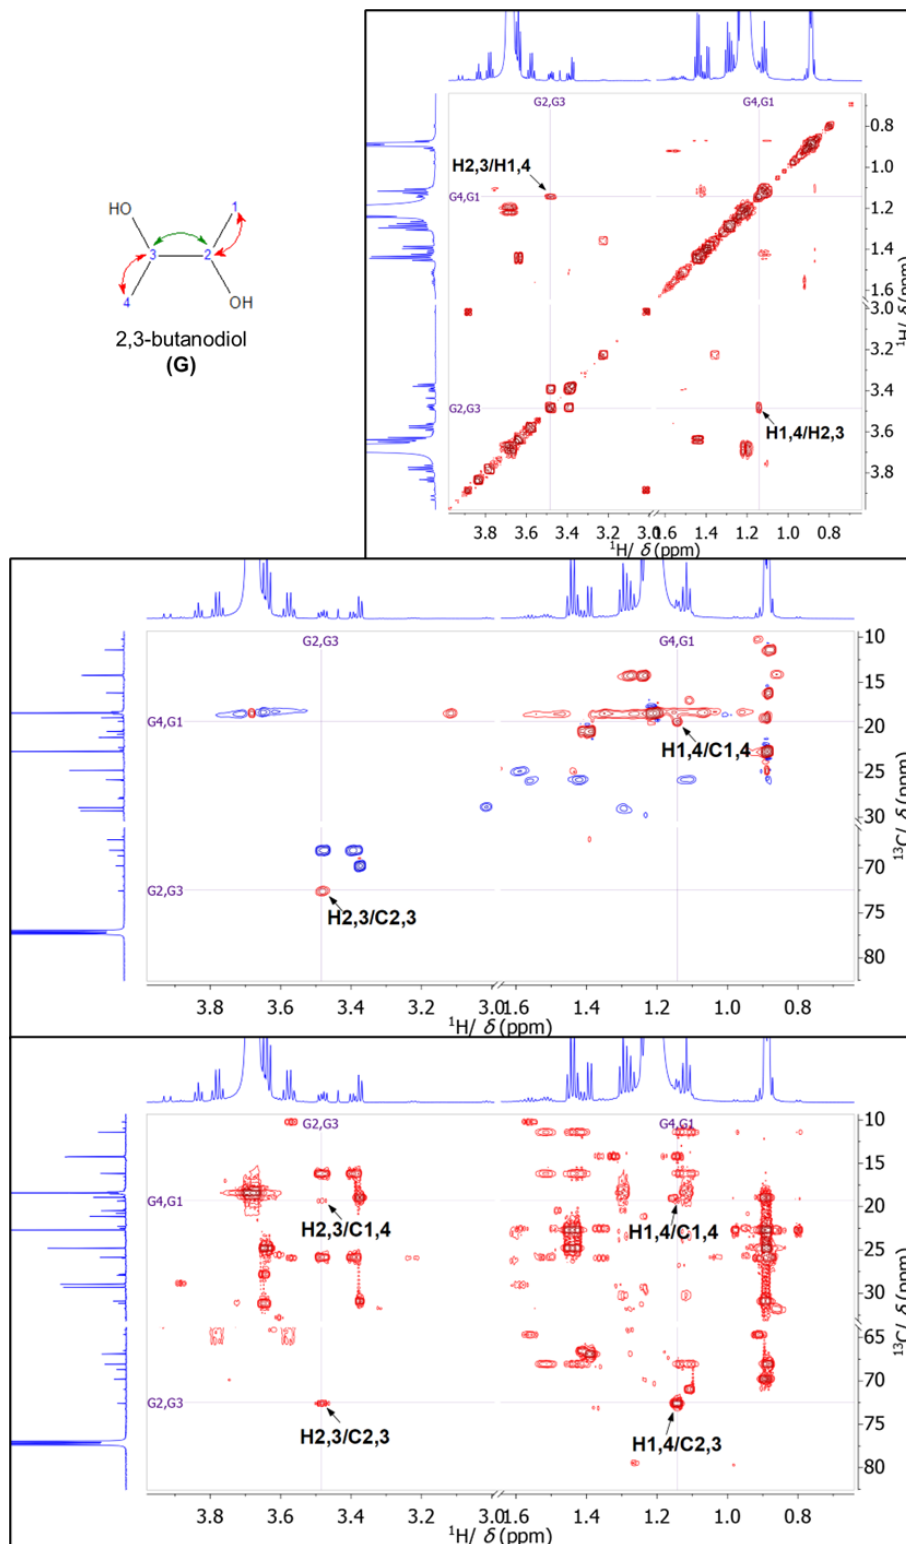 HO
1
3
2
4
OH
2,3-butanodiol
(G)
G2,G3
G4,G1
H2,3/H1,4
G4,G1
G2,G3
H1,4/H2,3
0.8
1.0
1.2
1.4
1.6
3.0
3.2
3.4
3.6
3.8
¹H/ δ (ppm)
3.8
3.6
3.4
3.2
3.0
1.6
1.4
1.2
1.0
0.8
¹H/ δ (ppm)
G2,G3
G4,G1
G4,G1
H1,4/C1,4
G2,G3
H2,3/C2,3
10
15
20
25
30
70
75
80
¹³C/ δ (ppm)
3.8
3.6
3.4
3.2
3.0
1.6
1.4
1.2
1.0
0.8
¹H/ δ (ppm)
G2,G3
G4,G1
G4,G1
H2,3/C1,4
H1,4/C1,4
G2,G3
H2,3/C2,3
H1,4/C2,3
10
15
20
25
30
65
70
75
80
¹³C/ δ (ppm)
3.8
3.6
3.4
3.2
3.0
1.6
1.4
1.2
1.0
0.8
¹H/ δ (ppm)